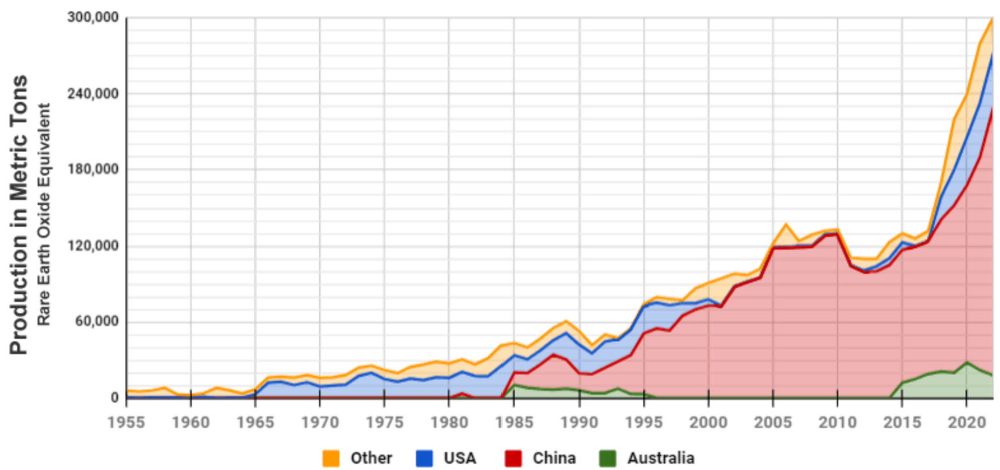 Production in Metric Tons
Rare Earth Oxide Equivalent
300,000
240,000
180,000
120,000
60,000
0
1955 1960 1965 1970 1975 1980 1985 1990 1995 2000 2005 2010 2015 2020
Other USA China Australia